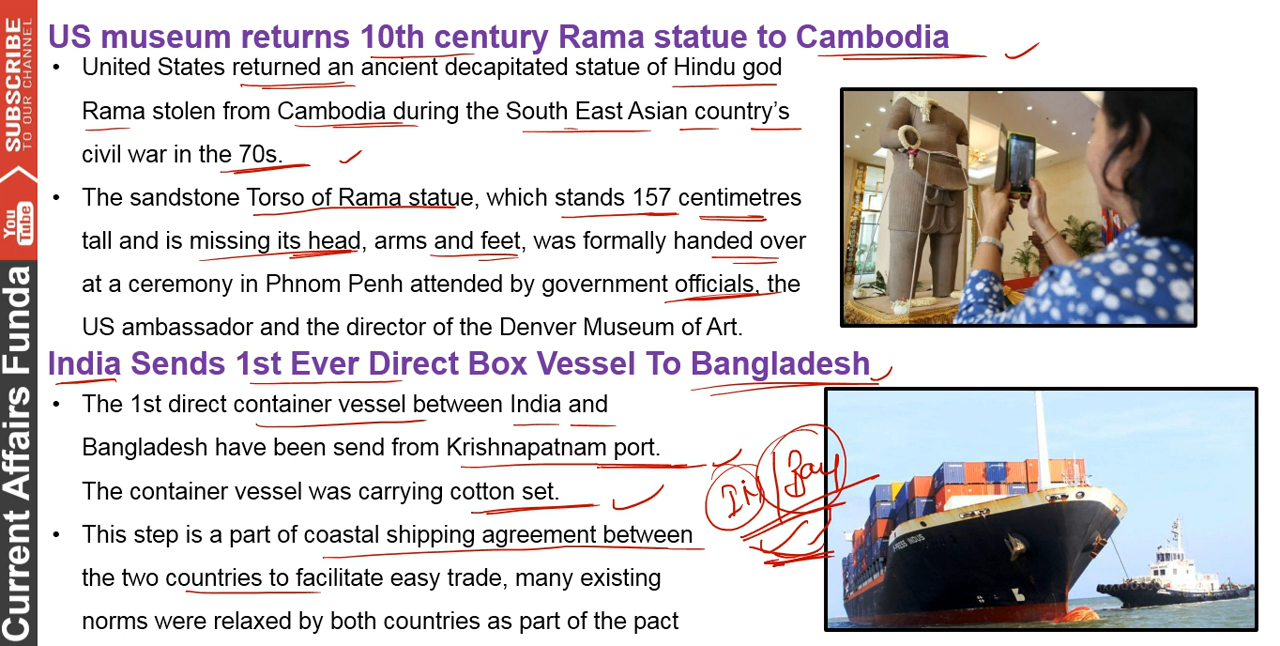 SUBSCRIBE
TO OUR CHANNEL
You
Tube
Current Affairs Funda
US museum returns 10th century Rama statue to Cambodia
• United States returned an ancient decapitated statue of Hindu god
Rama stolen from Cambodia during the South East Asian country's
civil war in the 70s.
• The sandstone Torso of Rama statue, which stands 157 centimetres
tall and is missing its head, arms and feet, was formally handed over
at a ceremony in Phnom Penh attended by government officials, the
US ambassador and the director of the Denver Museum of Art.
India Sends 1st Ever Direct Box Vessel To Bangladesh
• The 1st direct container vessel between India and
Bangladesh have been send from Krishnapatnam port.
The container vessel was carrying cotton set.
• This step is a part of coastal shipping agreement between
the two countries to facilitate easy trade, many existing
norms were relaxed by both countries as part of the pact